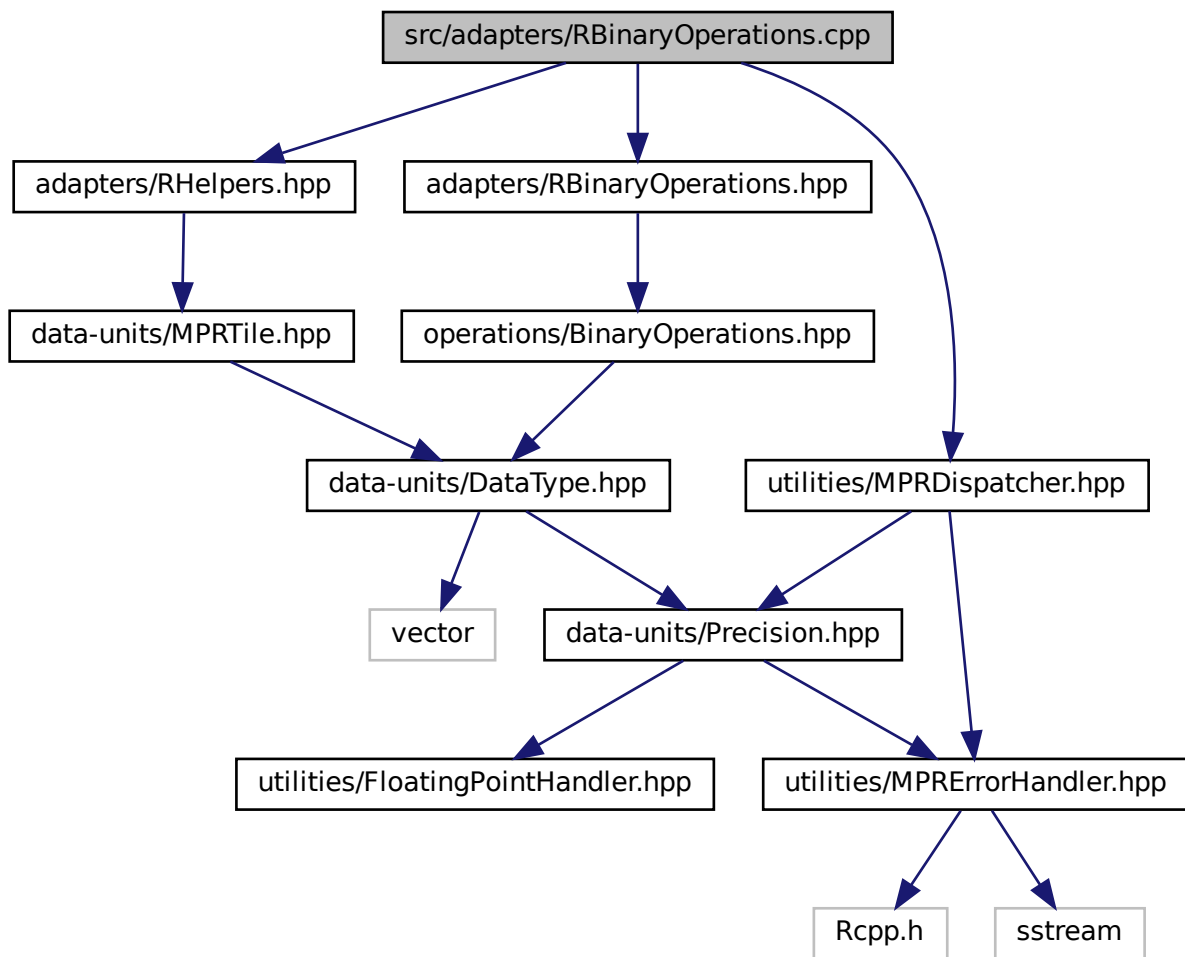 src/adapters/RBinaryOperations.cpp
adapters/RHelpers.hpp
adapters/RBinaryOperations.hpp
data-units/MPRTile.hpp
operations/BinaryOperations.hpp
data-units/DataType.hpp
utilities/MPRDispatcher.hpp
vector
data-units/Precision.hpp
utilities/FloatingPointHandler.hpp
utilities/MPRErrorHandler.hpp
Rcpp.h
sstream